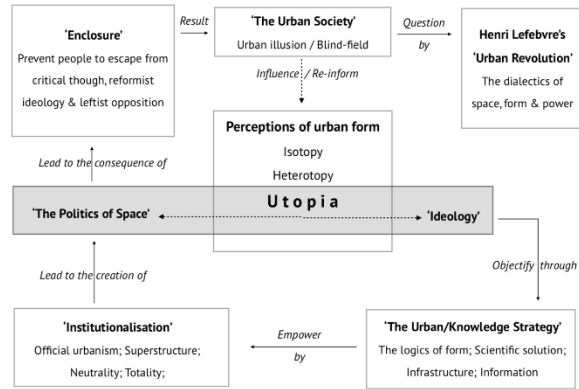 ‘Enclosure’
Prevent people to escape from
critical though, reformist
ideology & leftist opposition
Result
‘The Urban Society’
Urban illusion / Blind-field
Question
by
Henri Lefebvre’s
‘Urban Revolution’
The dialectics of
space, form & power
Influence / Re-inform
Perceptions of urban form
Isotopy
Heterotopy
Lead to the consequence of
Utopia
‘The Politics of Space’
‘Ideology’
Lead to the creation of
Objectify through
‘Institutionalisation’
Official urbanism; Superstructure;
Neutrality; Totality;
Empower
by
‘The Urban/Knowledge Strategy’
The logics of form; Scientific solution;
Infrastructure; Information